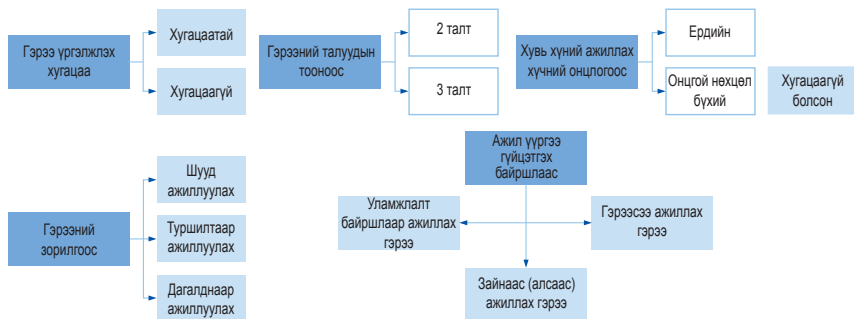 Гэрээ үргэлжлэх
хугацаа
Хугацаатай
Хугацаагүй
Гэрээний талуудын
тооноос
2 талт
3 талт
Хувь хүний ажиллах
хүчний онцлогоос
Ердийн
Онцгой нөхцөл
бүхий
Хугацаагүй
болсон
Гэрээний
зорилгоос
Шууд
ажиллуулах
Туршилтаар
ажиллуулах
Дагалднаар
ажиллуулах
Ажил үүргээ
гүйцэтгэх
байршлаас
Уламжлалт
байршлаар ажиллах
гэрээ
Гэрээсээ ажиллах
гэрээ
Зайнаас (алсаас)
ажиллах гэрээ